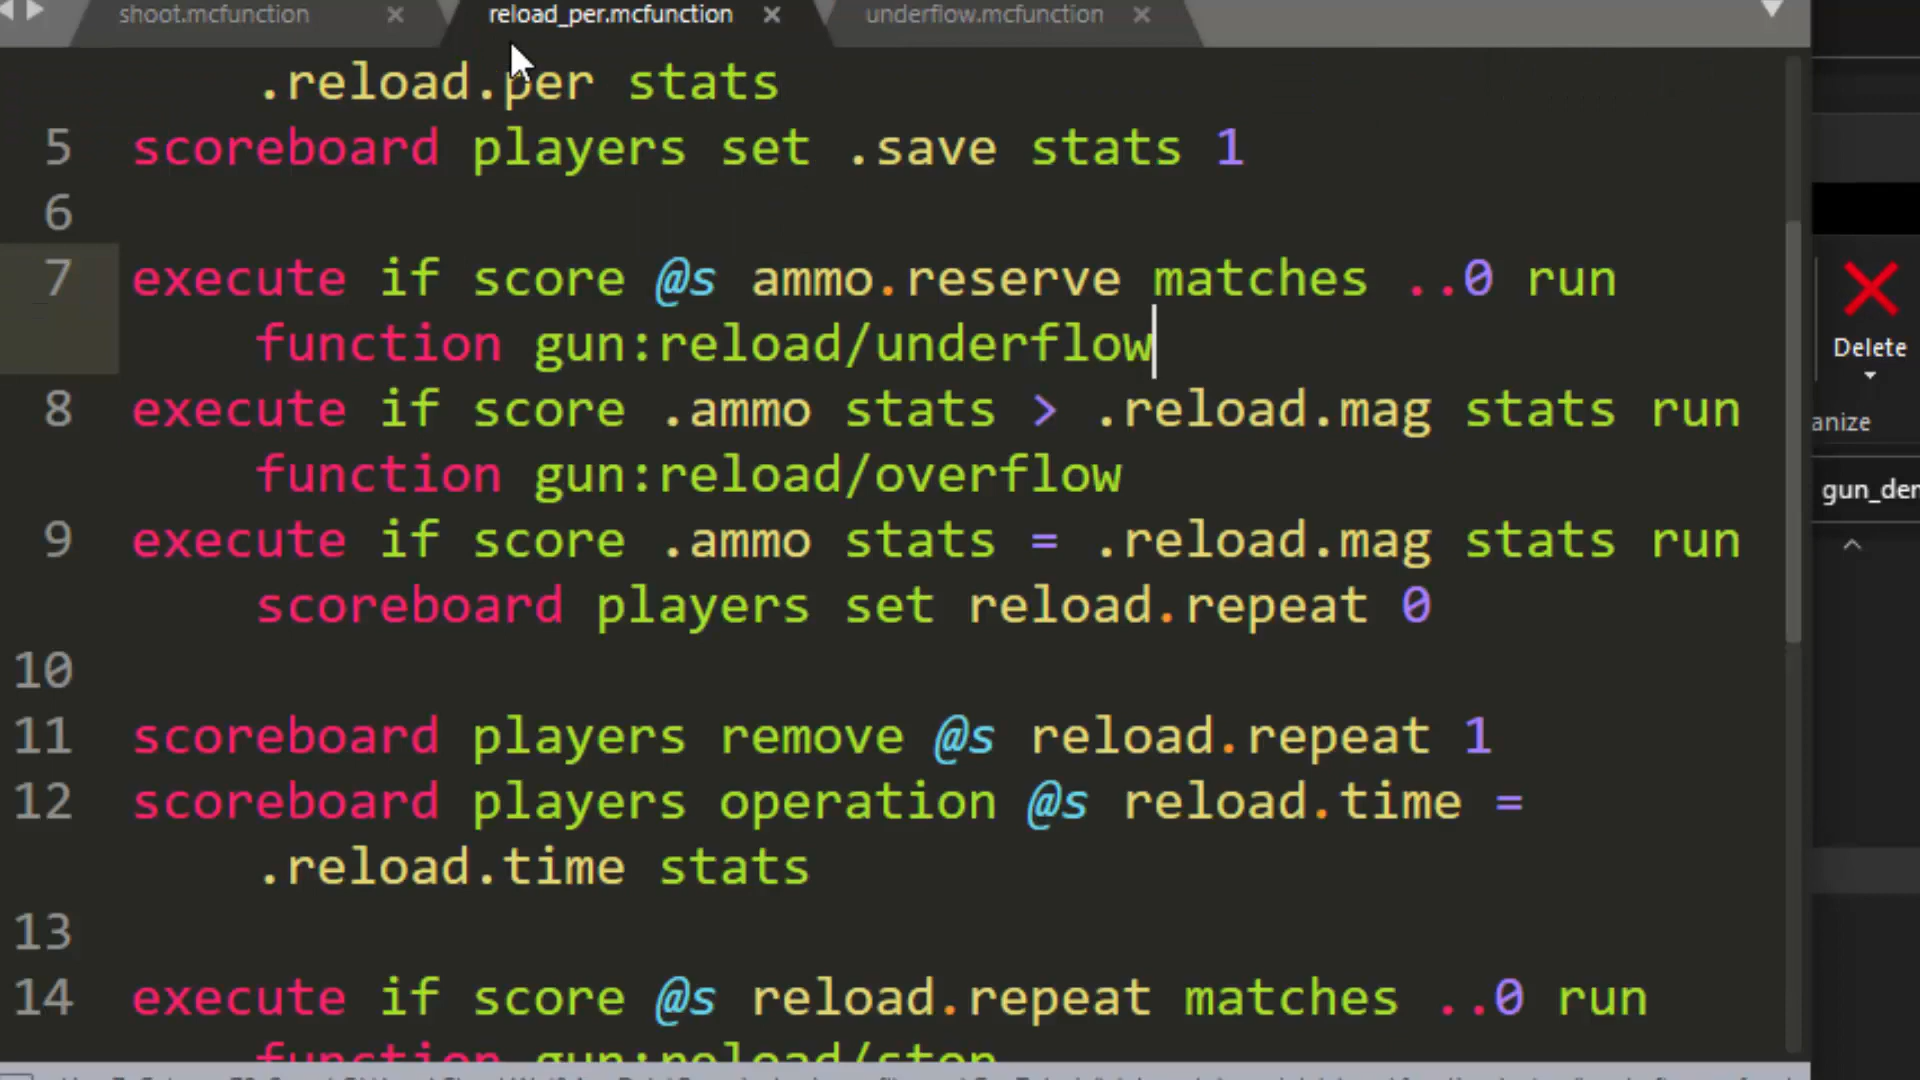 shoot.mcfunction × reload_per.mcfunction × underflow.mcfunction ×
.reload.per stats
5 scoreboard players set .save stats 1
6
7 execute if score @s ammo.reserve matches ..0 run
function gun:reload/underflow
8 execute if score .ammo stats > .reload.mag stats run
function gun:reload/overflow
9 execute if score .ammo stats = .reload.mag stats run
scoreboard players set reload.repeat 0
10
11 scoreboard players remove @s reload.repeat 1
12 scoreboard players operation @s reload.time =
.reload.time stats
13
14 execute if score @s reload.repeat matches ..0 run
function gun:reload/stop
Delete
anize
gun_der